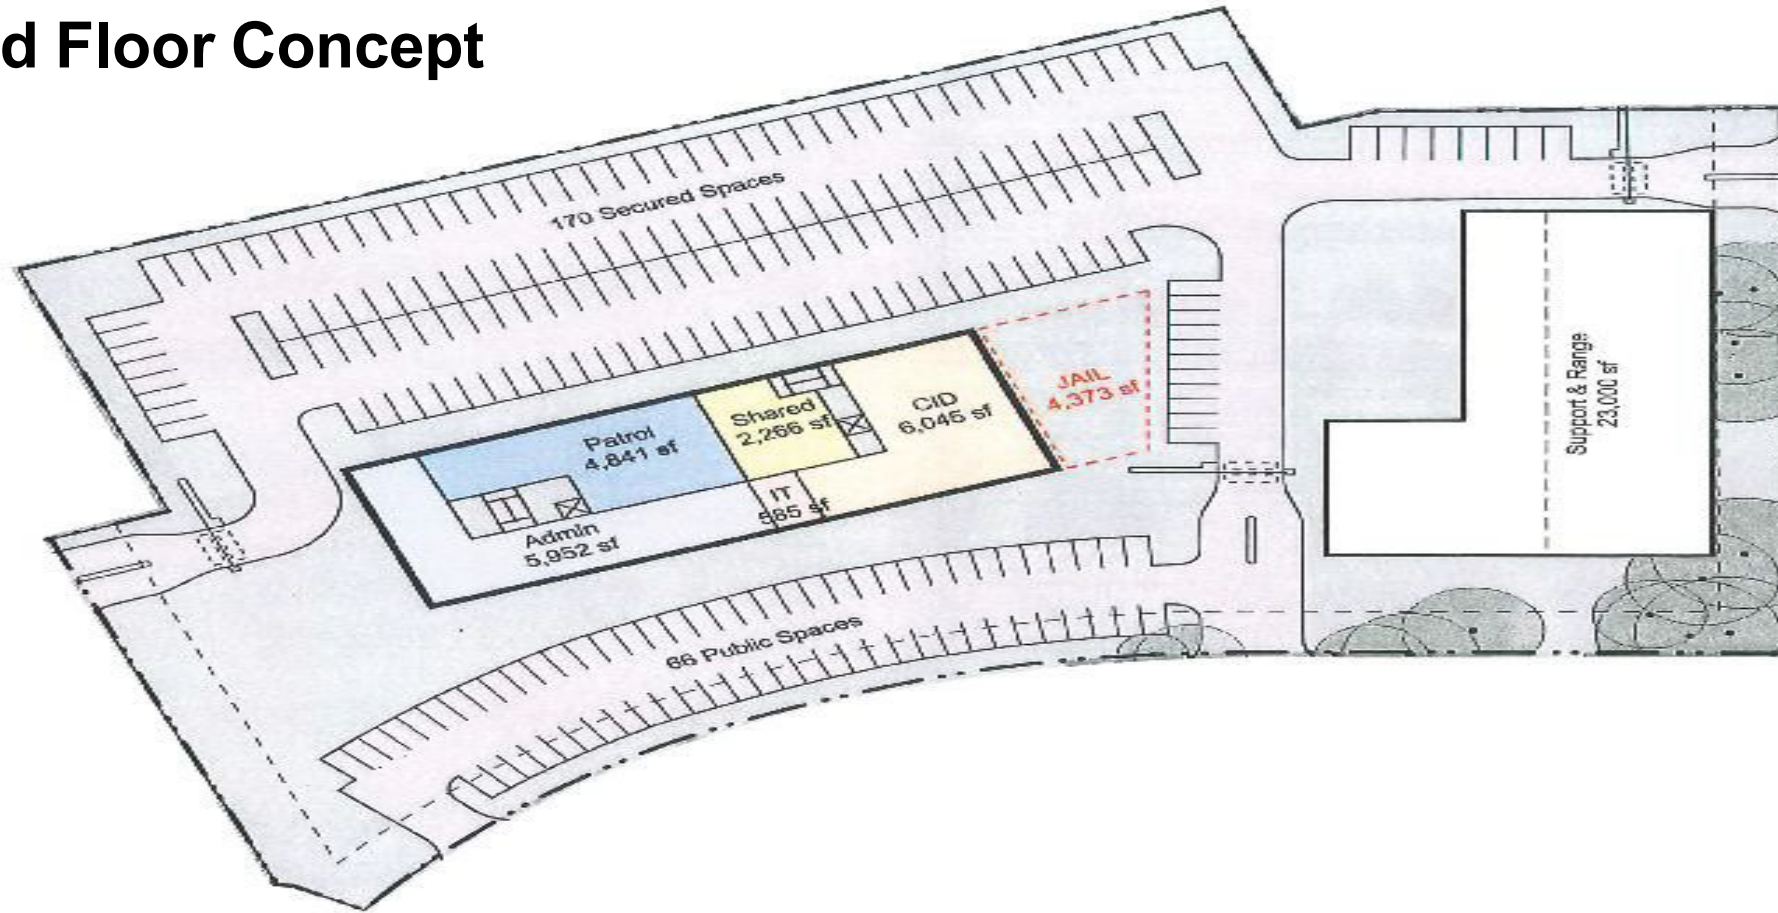 d Floor Concept
170 Secured Spaces
JAIL
4,373 sf
CID
6,045 sf
Shared
2,266 sf
Patrol
4,841 sf
IT
585 sf
Admin
5,952 sf
Support & Range
23,000 sf
66 Public Spaces